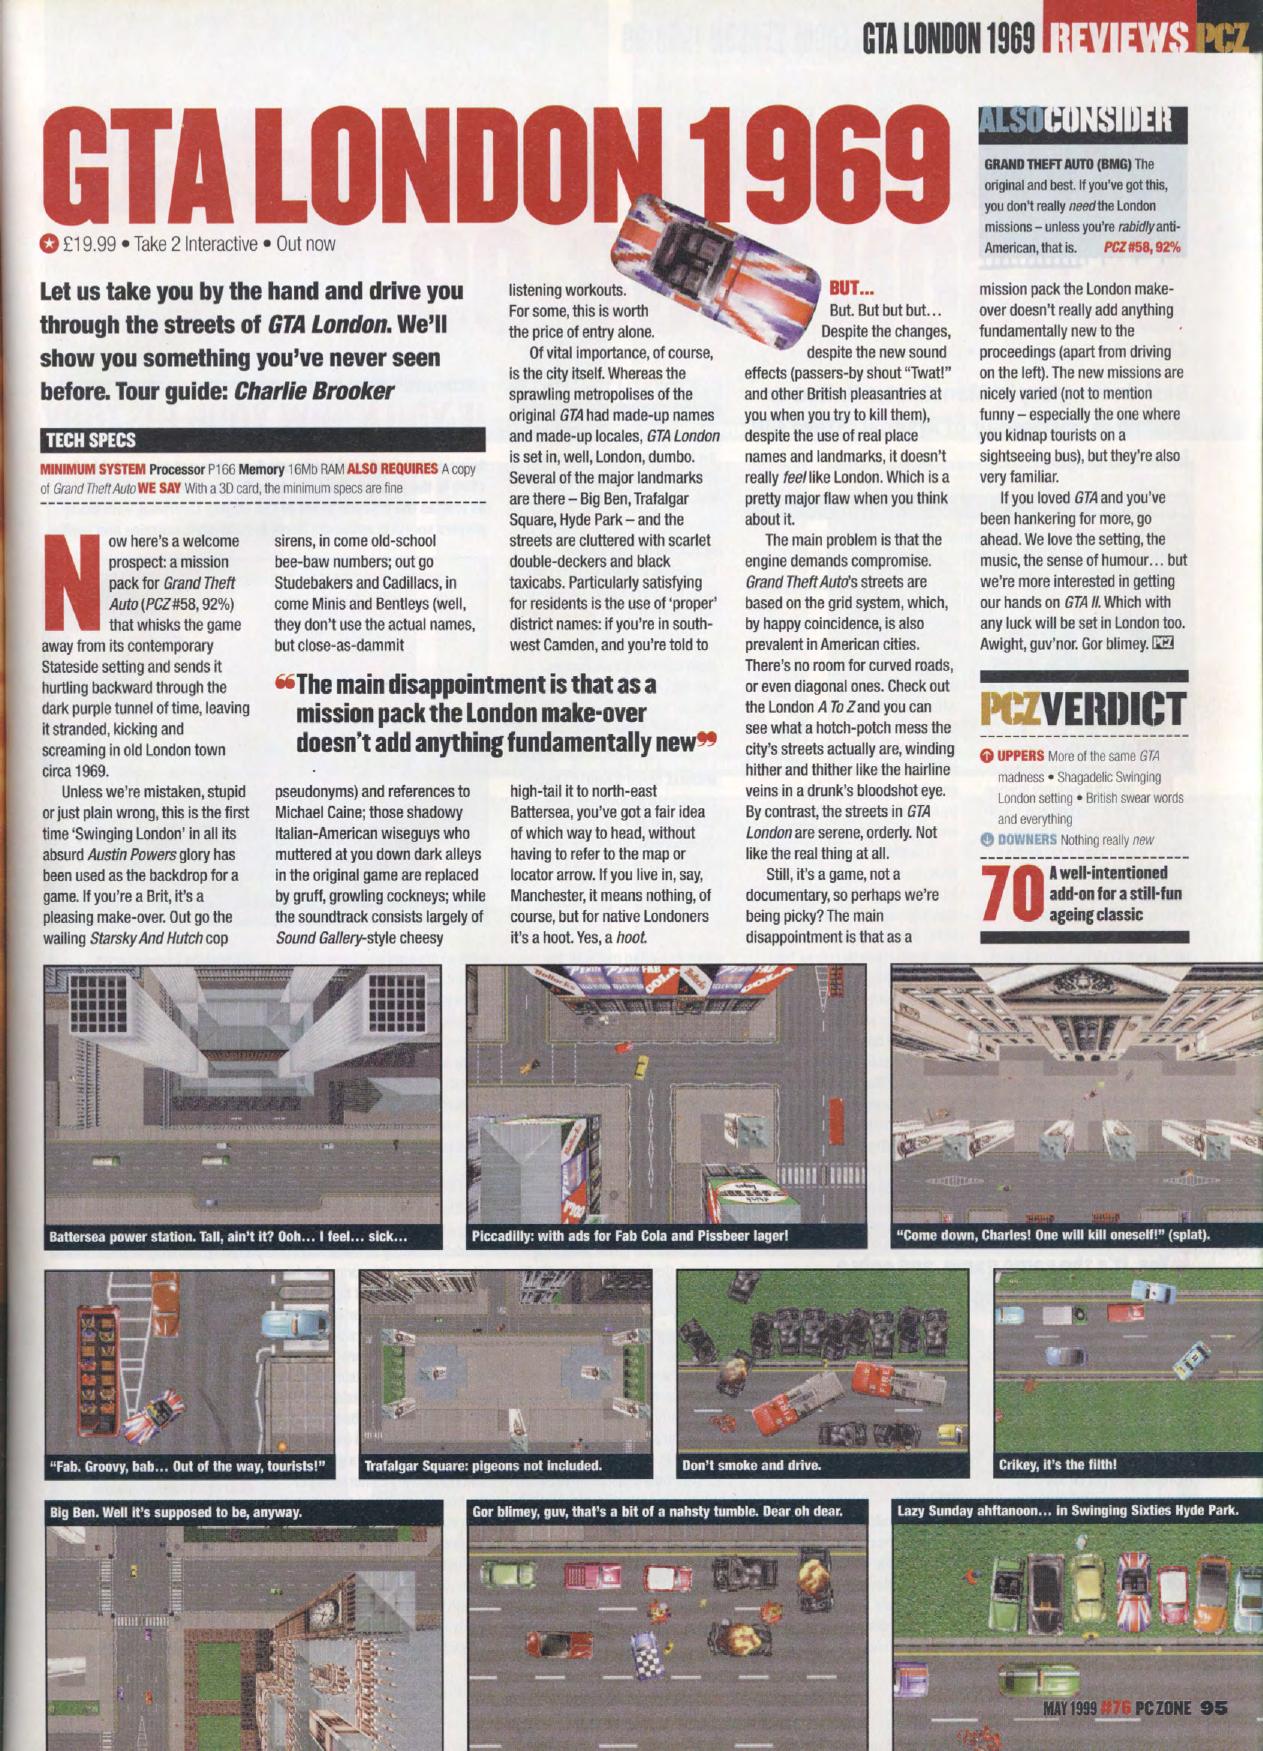 GTA LONDON 1969 REVIEWS PCZ
GTA LONDON 1969
£19.99 • Take 2 Interactive • Out now
Let us take you by the hand and drive you
through the streets of GTA London. We'll
show you something you've never seen
before. Tour guide: Charlie Brooker
TECH SPECS
MINIMUM SYSTEM Processor P166 Memory 16Mb RAM ALSO REQUIRES A copy
of Grand Theft Auto WE SAY With a 3D card, the minimum specs are fine
Now here's a welcome
prospect: a mission
pack for Grand Theft
Auto (PCZ #58, 92%)
that whisks the game
away from its contemporary
Stateside setting and sends it
hurtling backward through the
dark purple tunnel of time, leaving
it stranded, kicking and
screaming in old London town
circa 1969.
Unless we're mistaken, stupid
or just plain wrong, this is the first
time 'Swinging London' in all its
absurd Austin Powers glory has
been used as the backdrop for a
game. If you're a Brit, it's a
pleasing make-over. Out go the
wailing Starsky And Hutch cop
sirens, in come old-school
bee-baw numbers; out go
Studebakers and Cadillacs, in
come Minis and Bentleys (well,
they don't use the actual names,
but close-as-dammit
"The main disappointment is that as a
mission pack the London make-over
doesn't add anything fundamentally new"
pseudonyms) and references to
Michael Caine; those shadowy
Italian-American wiseguys who
muttered at you down dark alleys
in the original game are replaced
by gruff, growling cockneys; while
the soundtrack consists largely of
Sound Gallery-style cheesy
listening workouts.
For some, this is worth
the price of entry alone.
Of vital importance, of course,
is the city itself. Whereas the
sprawling metropolises of the
original GTA had made-up names
and made-up locales, GTA London
is set in, well, London, dumbo.
Several of the major landmarks
are there – Big Ben, Trafalgar
Square, Hyde Park – and the
streets are cluttered with scarlet
double-deckers and black
taxicabs. Particularly satisfying
for residents is the use of 'proper'
district names: if you're in south-
west Camden, and you're told to
high-tail it to north-east
Battersea, you've got a fair idea
of which way to head, without
having to refer to the map or
locator arrow. If you live in, say,
Manchester, it means nothing, of
course, but for native Londoners
it's a hoot. Yes, a hoot.
BUT...
But. But but but...
Despite the changes,
despite the new sound
effects (passers-by shout "Twat!"
and other British pleasantries at
you when you try to kill them),
despite the use of real place
names and landmarks, it doesn't
really feel like London. Which is a
pretty major flaw when you think
about it.
The main problem is that the
engine demands compromise.
Grand Theft Auto's streets are
based on the grid system, which,
by happy coincidence, is also
prevalent in American cities.
There's no room for curved roads,
or even diagonal ones. Check out
the London A To Z and you can
see what a hotch-potch mess the
city's streets actually are, winding
hither and thither like the hairline
veins in a drunk's bloodshot eye.
By contrast, the streets in GTA
London are serene, orderly. Not
like the real thing at all.
Still, it's a game, not a
documentary, so perhaps we're
being picky? The main
disappointment is that as a
ALSO CONSIDER
GRAND THEFT AUTO (BMG) The
original and best. If you've got this,
you don't really need the London
missions – unless you're rabidly anti-
American, that is. PCZ #58, 92%
mission pack the London make-
over doesn't really add anything
fundamentally new to the
proceedings (apart from driving
on the left). The new missions are
nicely varied (not to mention
funny – especially the one where
you kidnap tourists on a
sightseeing bus), but they're also
very familiar.
If you loved GTA and you've
been hankering for more, go
ahead. We love the setting, the
music, the sense of humour... but
we're more interested in getting
our hands on GTA II. Which with
any luck will be set in London too.
Awight, guv'nor. Gor blimey. PCZ
PCZ VERDICT
UPPERS More of the same GTA
madness • Shagadelic Swinging
London setting • British swear words
and everything
DOWNERS Nothing really new
70 A well-intentioned
add-on for a still-fun
ageing classic
Battersea power station. Tall, ain't it? Ooh... I feel... sick...
FAB
COLA
Piccadilly: with ads for Fab Cola and Pissbeer lager!
"Come down, Charles! One will kill oneself!" (splat).
"Fab. Groovy, bab... Out of the way, tourists!"
Trafalgar Square: pigeons not included.
FIRE
Don't smoke and drive.
Crikey, it's the filth!
Big Ben. Well it's supposed to be, anyway.
Gor blimey, guv, that's a bit of a nahsty tumble. Dear oh dear.
Lazy Sunday ahftanoon... in Swinging Sixties Hyde Park.
MAY 1999 #76 PC ZONE 95